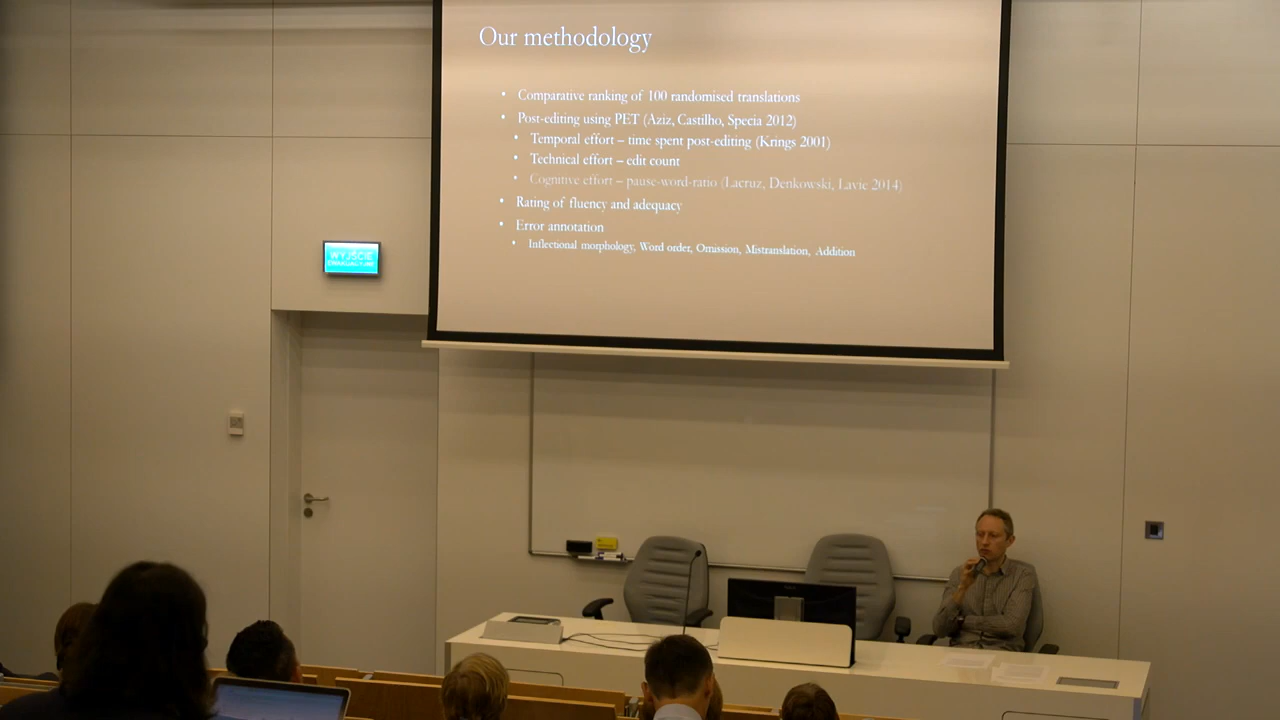 Our methodology
• Comparative ranking of 100 randomised translations
• Post-editing using PET (Aziz, Castilho, Specia 2012)
• Temporal effort – time spent post-editing (Krings 2001)
• Technical effort – edit count
• Cognitive effort – pause-word-ratio (Lacruz, Denkowski, Lavie 2014)
• Rating of fluency and adequacy
• Error annotation
• Inflectional morphology, Word order, Omission, Mistranslation, Addition
WYJŚCIE